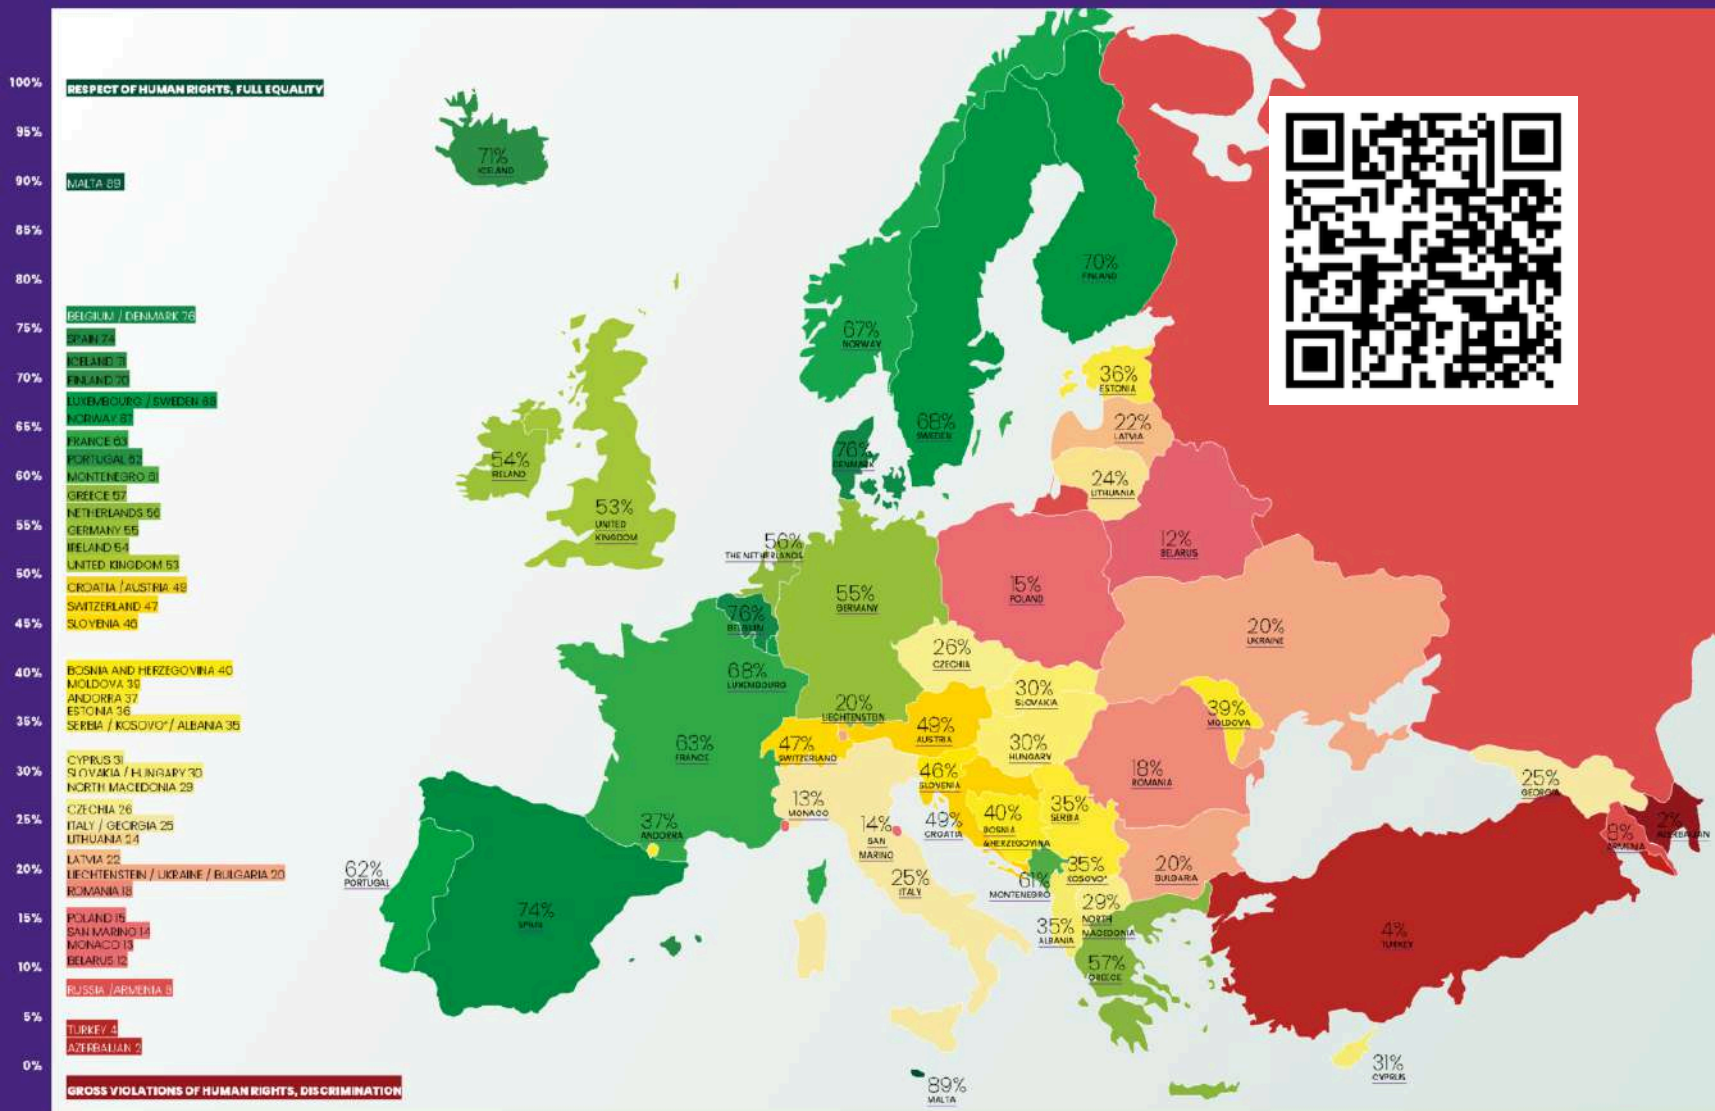 100%
95%
90%
85%
80%
75%
70%
65%
60%
55%
50%
45%
40%
35%
30%
25%
20%
15%
10%
5%
0%
RESPECT OF HUMAN RIGHTS, FULL EQUALITY
MALTA 89
BELGIUM / DENMARK 76
SPAIN 74
ICELAND 71
FINLAND 70
LUXEMBOURG / SWEDEN 68
NORWAY 67
FRANCE 63
PORTUGAL 62
MONTENEGRO 61
GREECE 57
NETHERLANDS 56
GERMANY 55
IRELAND 54
UNITED KINGDOM 53
CROATIA / AUSTRIA 49
SWITZERLAND 47
SLOVENIA 46
BOSNIA AND HERZEGOVINA 40
MOLDOVA 39
ANDORRA 37
ESTONIA 36
SERBIA / KOSOVO* / ALBANIA 35
CYPRUS 31
SLOVAKIA / HUNGARY 30
NORTH MACEDONIA 29
CZECHIA 26
ITALY / GEORGIA 25
LITHUANIA 24
LATVIA 22
LIECHTENSTEIN / UKRAINE / BULGARIA 20
ROMANIA 18
POLAND 15
SAN MARINO 14
MONACO 13
BELARUS 12
RUSSIA / ARMENIA 8
TURKEY 4
AZERBAIJAN 2
GROSS VIOLATIONS OF HUMAN RIGHTS, DISCRIMINATION
71%
ICELAND
70%
FINLAND
67%
NORWAY
68%
SWEDEN
36%
ESTONIA
22%
LATVIA
24%
LITHUANIA
76%
DENMARK
54%
IRELAND
53%
UNITED
KINGDOM
56%
THE NETHERLANDS
12%
BELARUS
15%
POLAND
55%
GERMANY
76%
BELGIUM
20%
UKRAINE
26%
CZECHIA
68%
LUXEMBOURG
30%
SLOVAKIA
20%
LIECHTENSTEIN
39%
MOLDOVA
49%
AUSTRIA
63%
FRANCE
47%
SWITZERLAND
30%
HUNGARY
46%
SLOVENIA
18%
ROMANIA
25%
GEORGIA
13%
MONACO
35%
SERBIA
40%
BOSNIA
&HERZEGOVINA
49%
CROATIA
37%
ANDORRA
14%
SAN
MARINO
2%
AZERBAIJAN
8%
ARMENIA
62%
PORTUGAL
35%
KOSOVO*
20%
BULGARIA
61%
MONTENEGRO
25%
ITALY
74%
SPAIN
29%
NORTH
MACEDONIA
35%
ALBANIA
4%
TURKEY
57%
GREECE
31%
CYPRUS
89%
MALTA